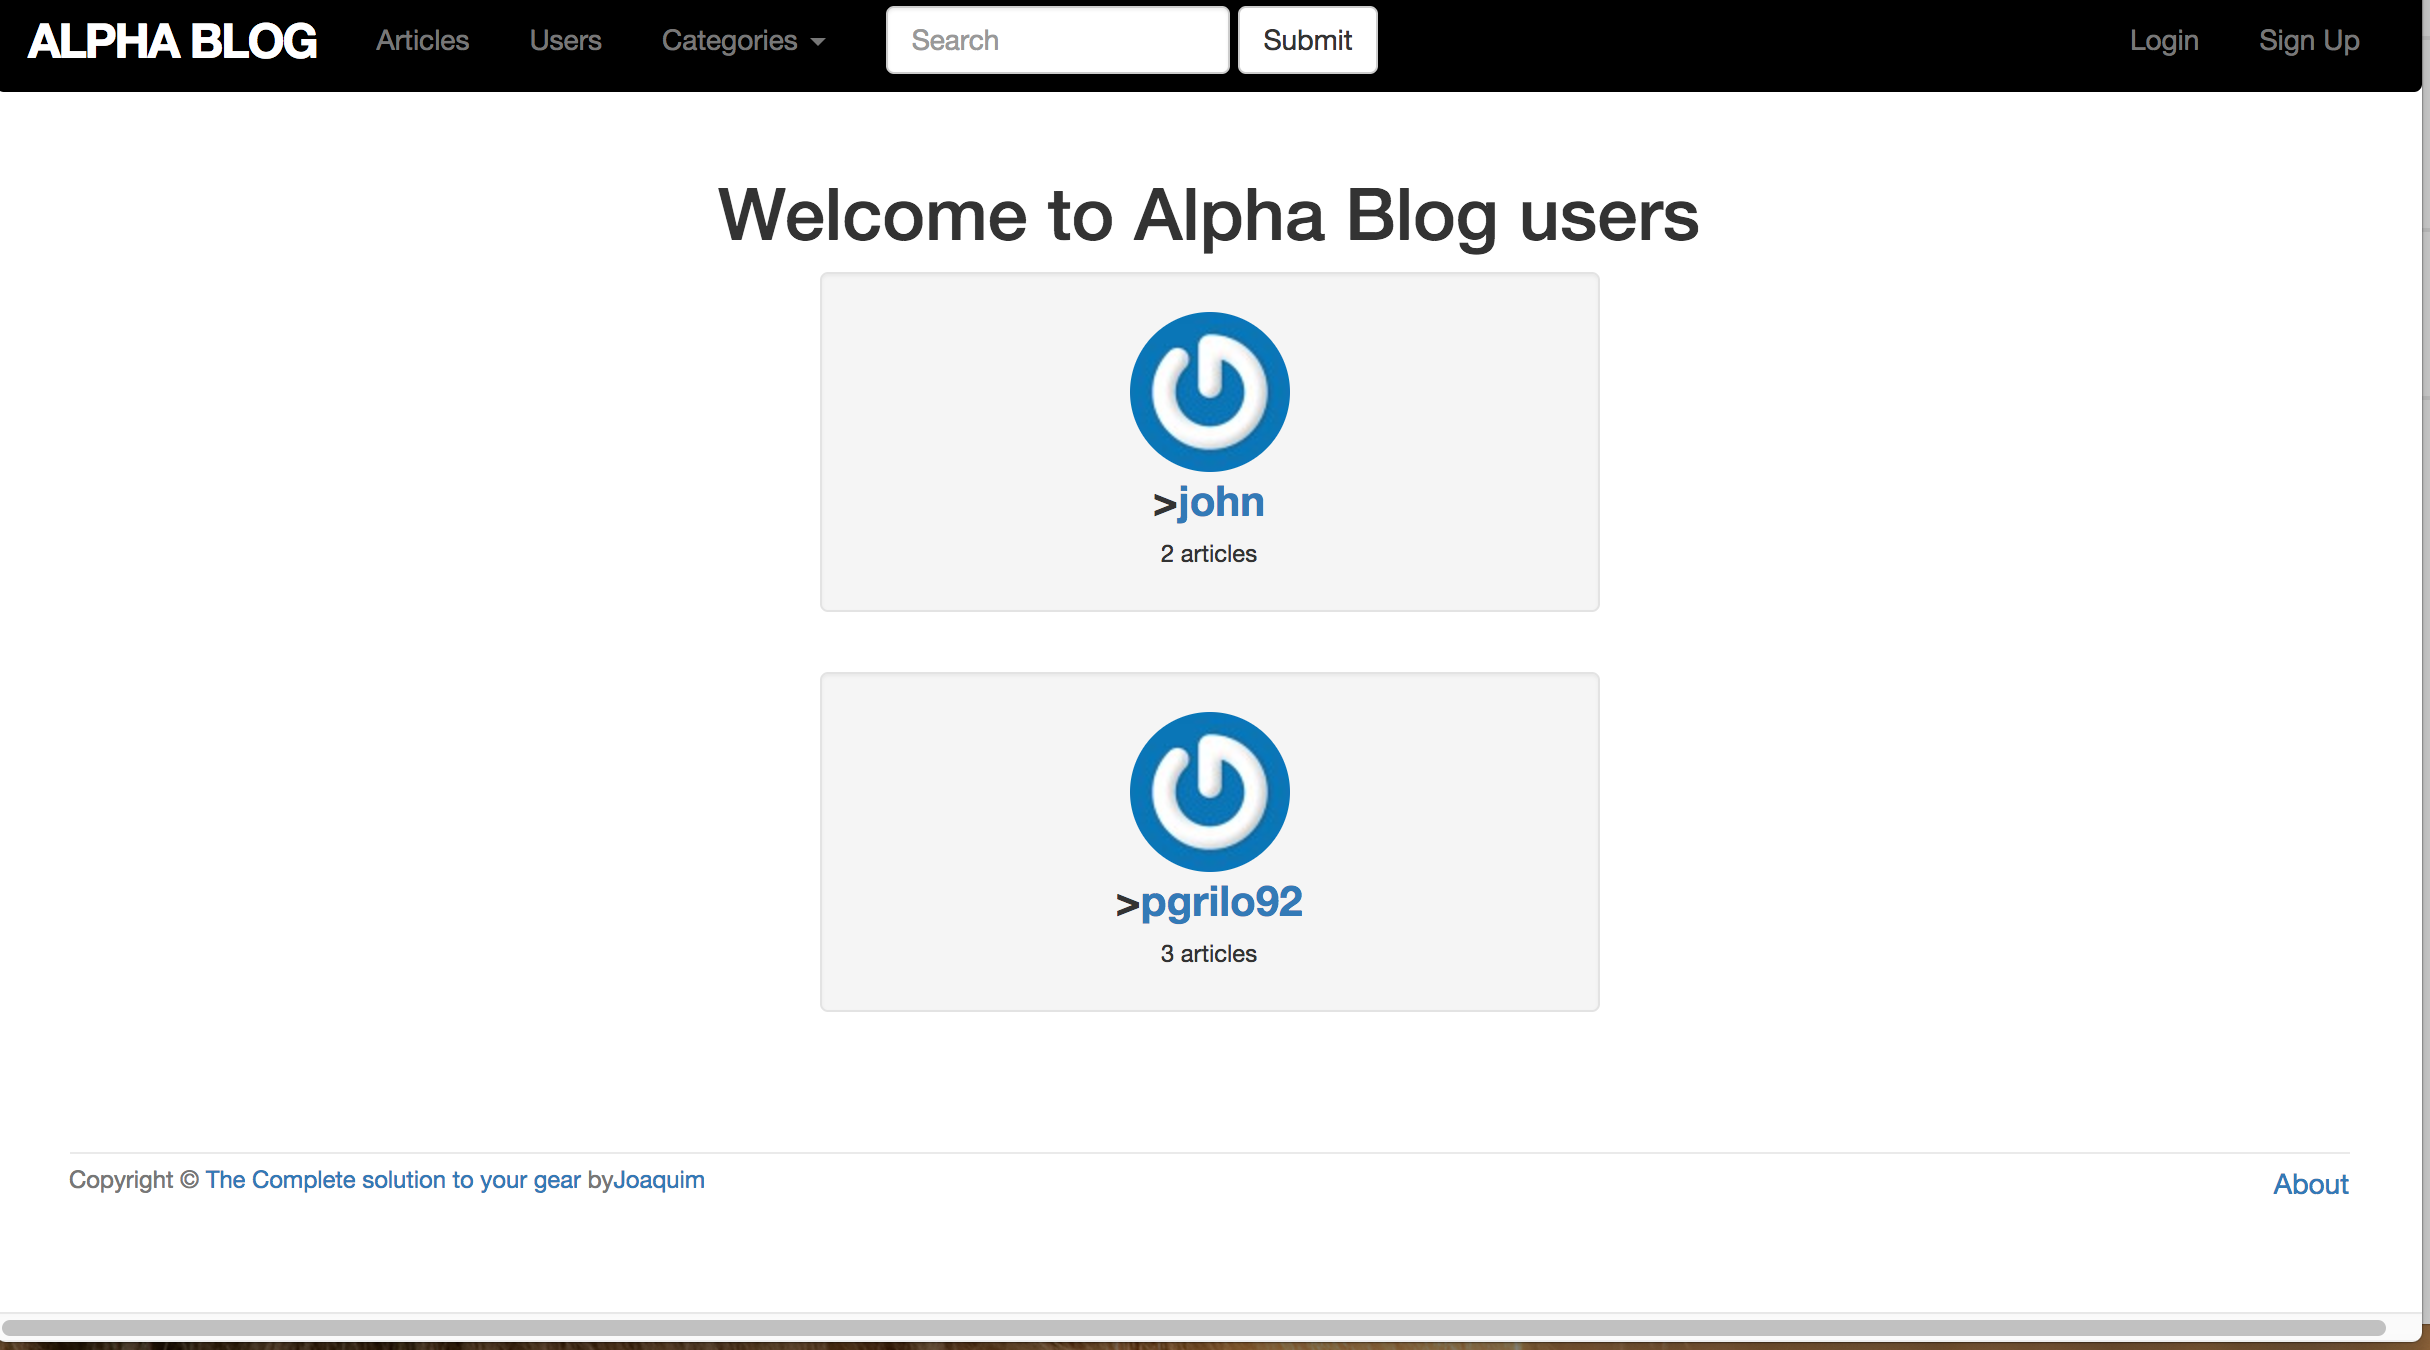 ALPHA BLOG Articles Users Categories Search Submit Login Sign Up
Welcome to Alpha Blog users
>john
2 articles
>pgrilo92
3 articles
Copyright © The Complete solution to your gear byJoaquim About